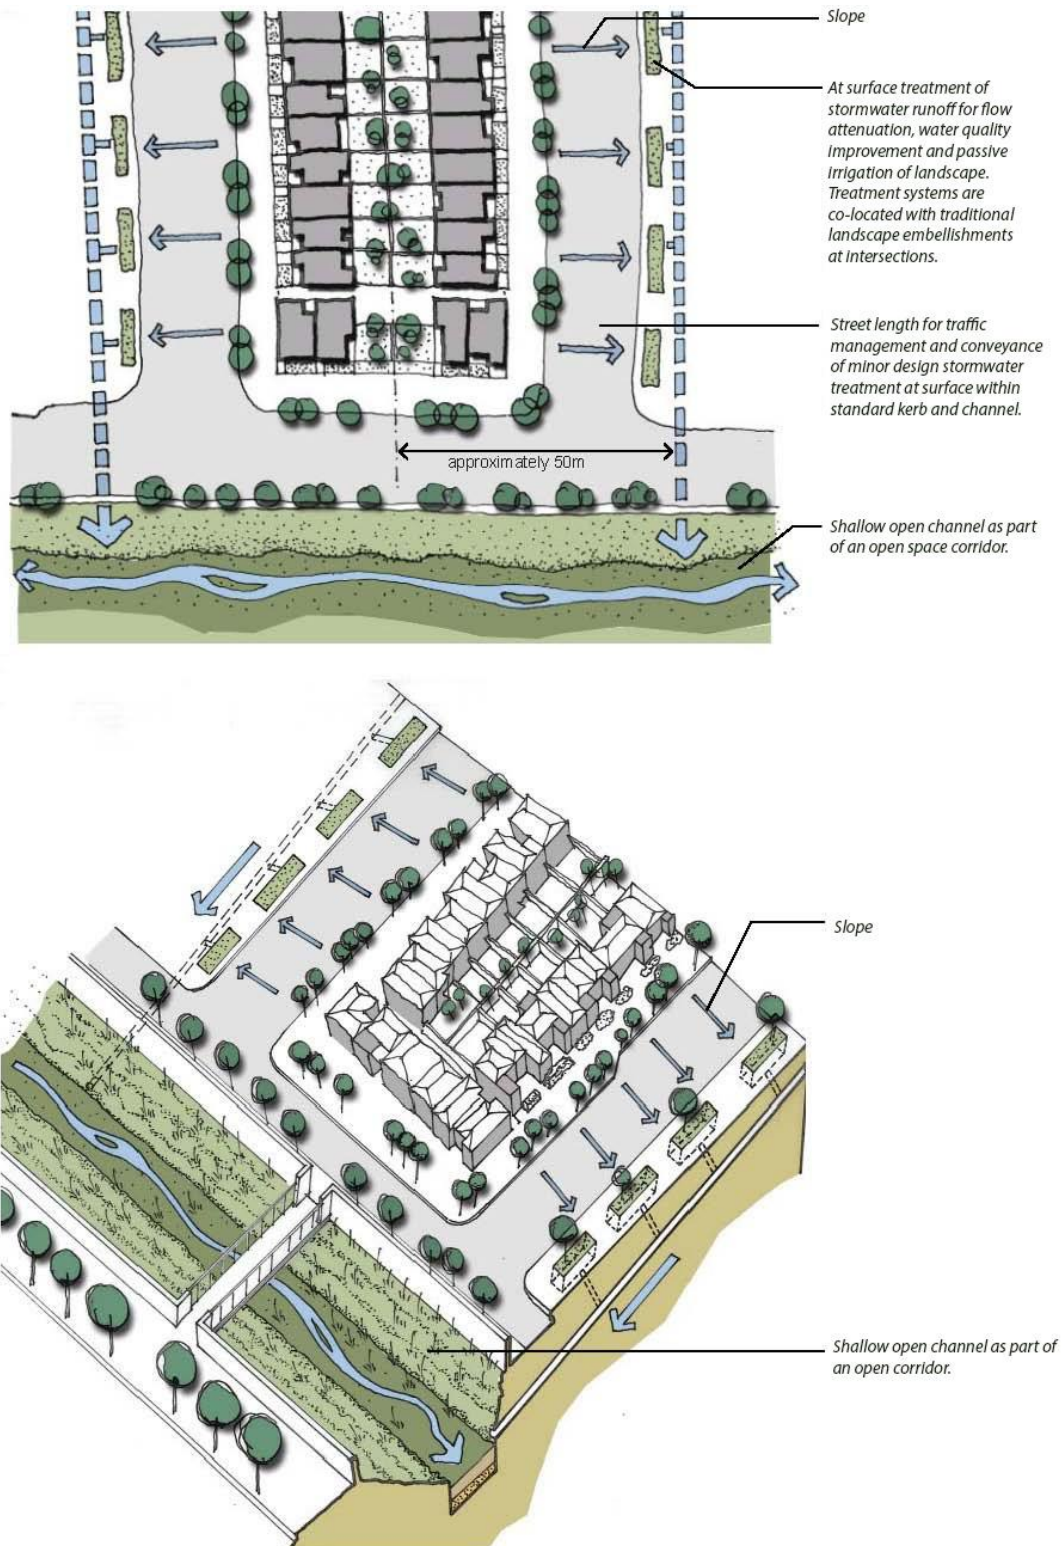 Slope
At surface treatment of
stormwater runoff for flow
attenuation, water quality
improvement and passive
irrigation of landscape.
Treatment systems are
co-located with traditional
landscape embellishments
at intersections.
Street length for traffic
management and conveyance
of minor design stormwater
treatment at surface within
standard kerb and channel.
approximately 50m
Shallow open channel as part
of an open space corridor.
Slope
Shallow open channel as part of
an open corridor.